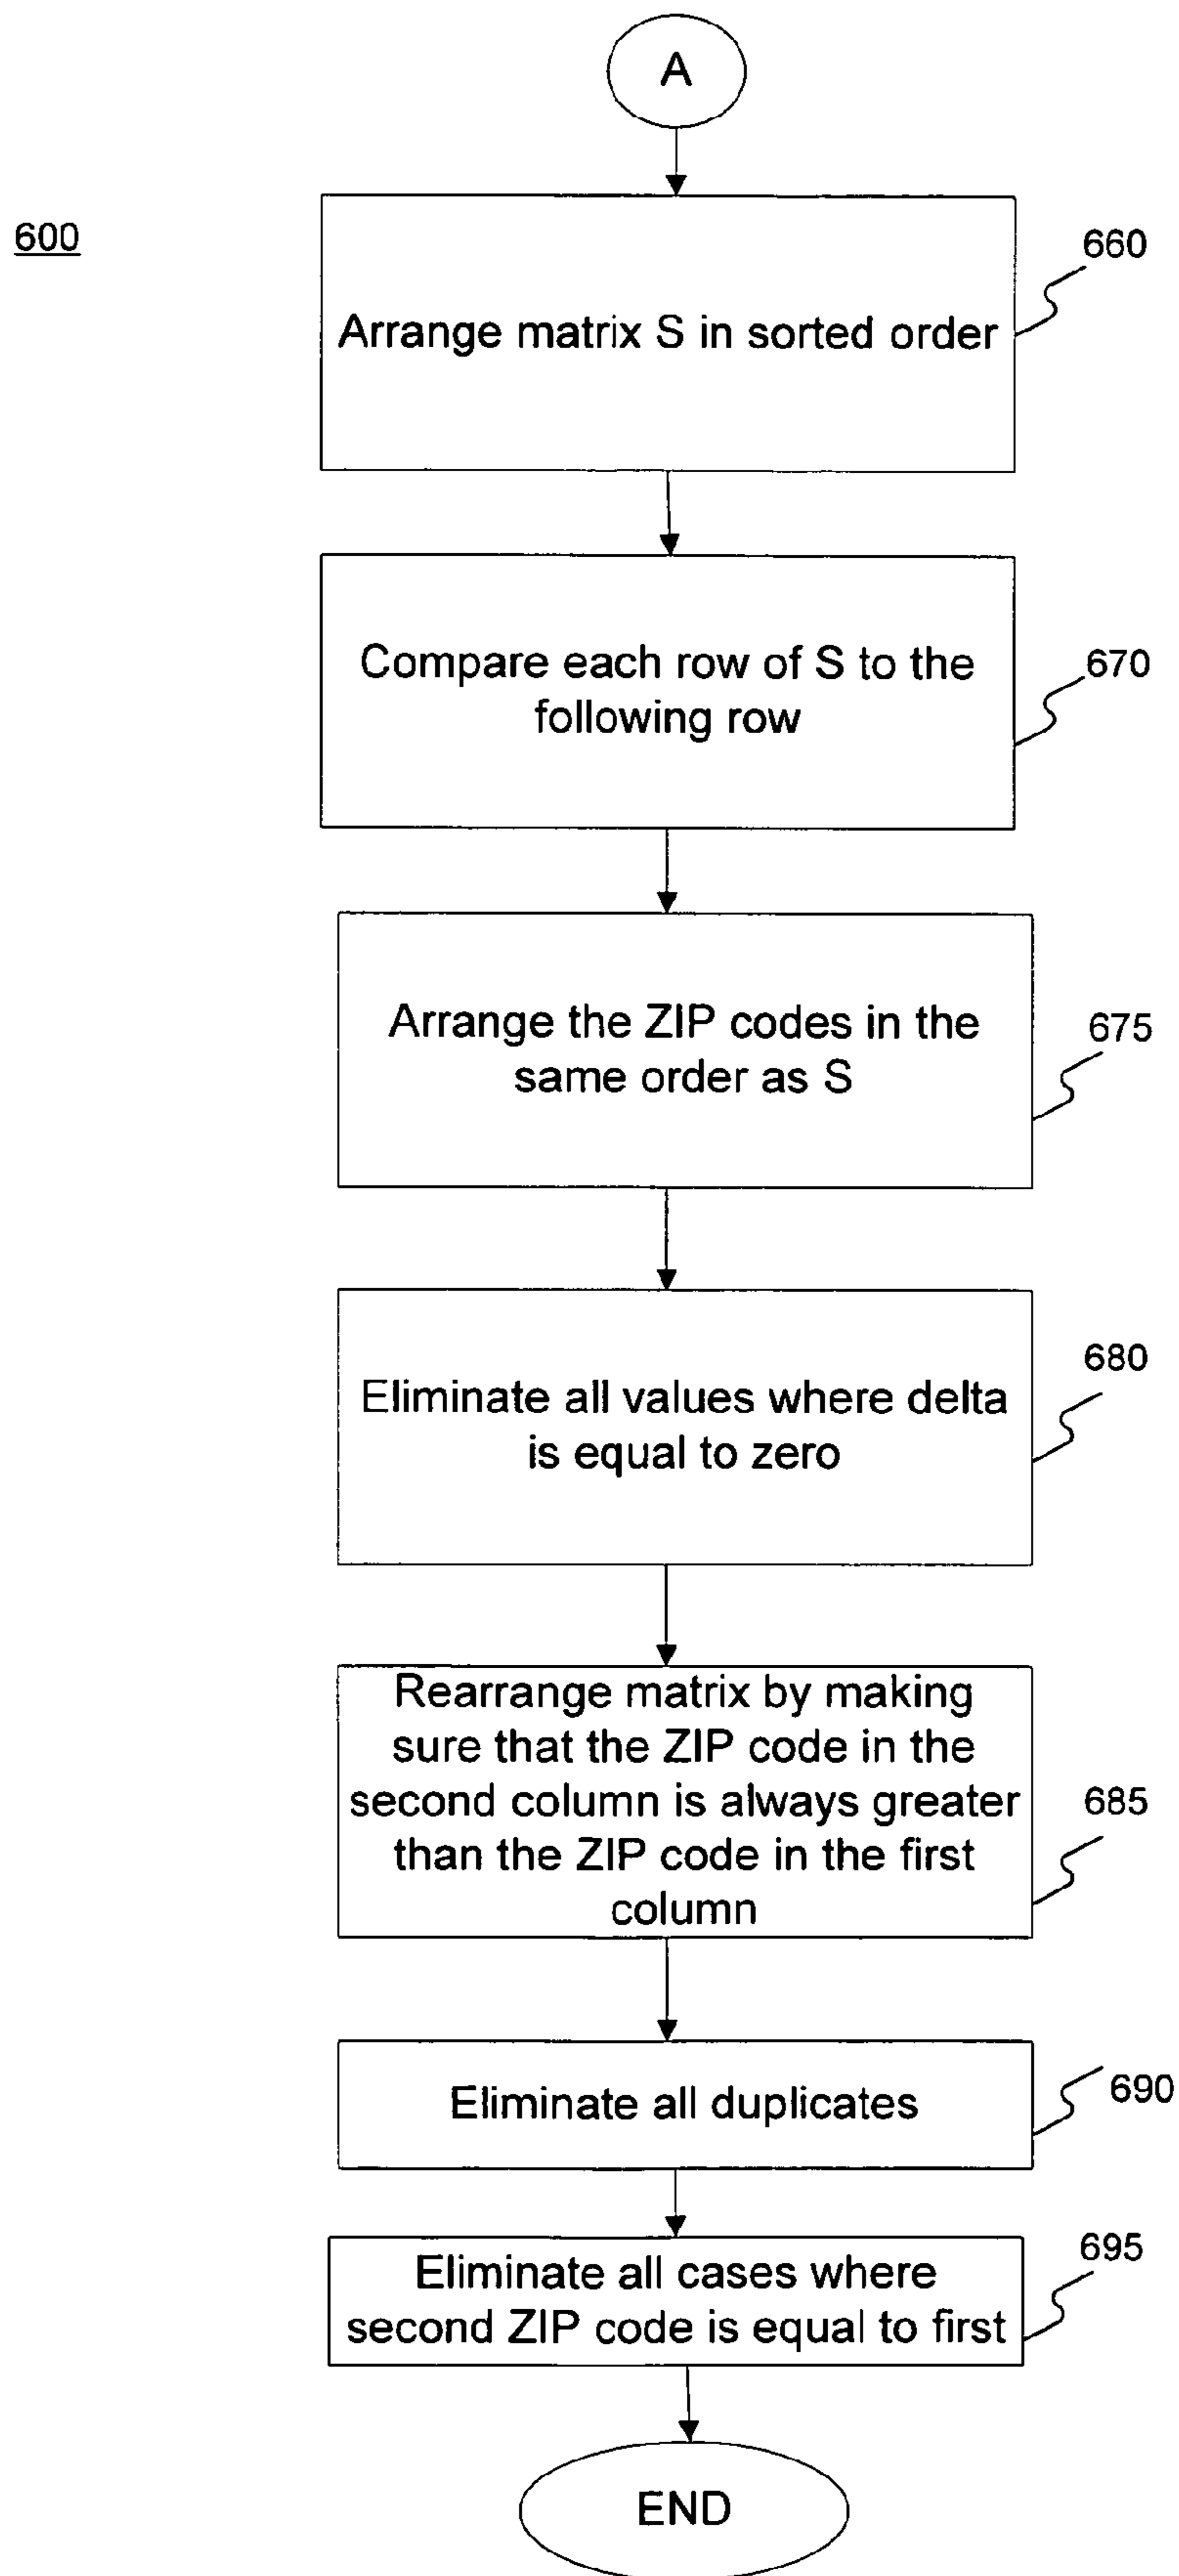 A
600
660
Arrange matrix S in sorted order
670
Compare each row of S to the
following row
675
Arrange the ZIP codes in the
same order as S
680
Eliminate all values where delta
is equal to zero
685
Rearrange matrix by making
sure that the ZIP code in the
second column is always greater
than the ZIP code in the first
column
690
Eliminate all duplicates
695
Eliminate all cases where
second ZIP code is equal to first
END